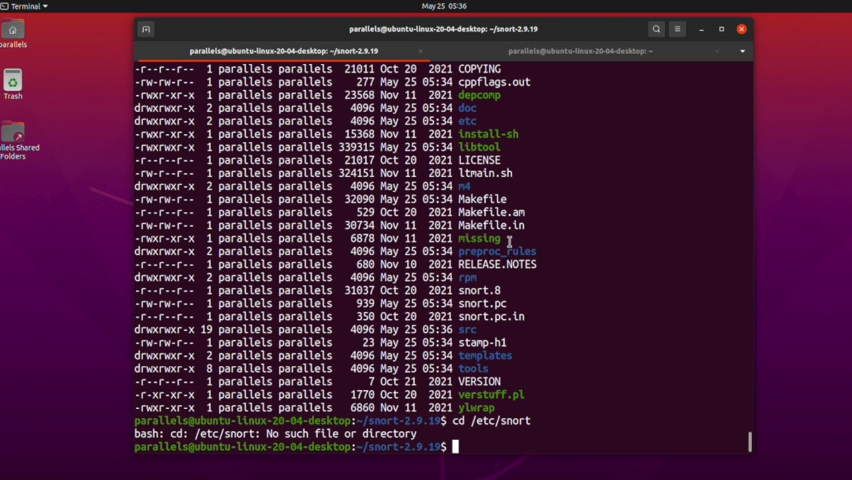 Terminal
May 25 05:36
parallels@ubuntu-linux-20-04-desktop: ~/snort-2.9.19
parallels@ubuntu-linux-20-04-desktop: ~/snort-2.9.19
parallels@ubuntu-linux-20-04-desktop: ~
parallels
Trash
allels Shared
Folders
-r--r--r-- 1 parallels parallels 21011 Oct 20 2021 COPYING
-rw-rw-r-- 1 parallels parallels 277 May 25 05:34 cppflags.out
-rwxr-xr-x 1 parallels parallels 23568 Nov 11 2021 depcomp
drwxrwxr-x 2 parallels parallels 4096 May 25 05:34 doc
drwxrwxr-x 2 parallels parallels 4096 May 25 05:34 etc
-rwxr-xr-x 1 parallels parallels 15368 Nov 11 2021 install-sh
-rwxrwxr-x 1 parallels parallels 339315 May 25 05:34 libtool
-r--r--r-- 1 parallels parallels 21017 Oct 20 2021 LICENSE
-rw-r--r-- 1 parallels parallels 324151 Nov 11 2021 ltmain.sh
drwxrwxr-x 2 parallels parallels 4096 May 25 05:34 m4
-rw-rw-r-- 1 parallels parallels 32090 May 25 05:34 Makefile
-r--r--r-- 1 parallels parallels 529 Oct 20 2021 Makefile.am
-rw-r--r-- 1 parallels parallels 30734 Nov 11 2021 Makefile.in
-rwxr-xr-x 1 parallels parallels 6878 Nov 11 2021 missing
drwxrwxr-x 2 parallels parallels 4096 May 25 05:34 preproc_rules
-rw-r--r-- 1 parallels parallels 680 Nov 10 2021 RELEASE.NOTES
drwxrwxr-x 2 parallels parallels 4096 May 25 05:34 rpm
-r--r--r-- 1 parallels parallels 31037 Oct 20 2021 snort.8
-rw-rw-r-- 1 parallels parallels 939 May 25 05:34 snort.pc
-r--r--r-- 1 parallels parallels 350 Oct 20 2021 snort.pc.in
drwxrwxr-x 19 parallels parallels 4096 May 25 05:36 src
-rw-rw-r-- 1 parallels parallels 23 May 25 05:34 stamp-h1
drwxrwxr-x 2 parallels parallels 4096 May 25 05:34 templates
drwxrwxr-x 8 parallels parallels 4096 May 25 05:34 tools
-r--r--r-- 1 parallels parallels 7 Oct 21 2021 VERSION
-r-xr-xr-x 1 parallels parallels 1770 Oct 20 2021 verstuff.pl
-rwxr-xr-x 1 parallels parallels 6860 Nov 11 2021 ylwrap
parallels@ubuntu-linux-20-04-desktop:~/snort-2.9.19$ cd /etc/snort
bash: cd: /etc/snort: No such file or directory
parallels@ubuntu-linux-20-04-desktop:~/snort-2.9.19$